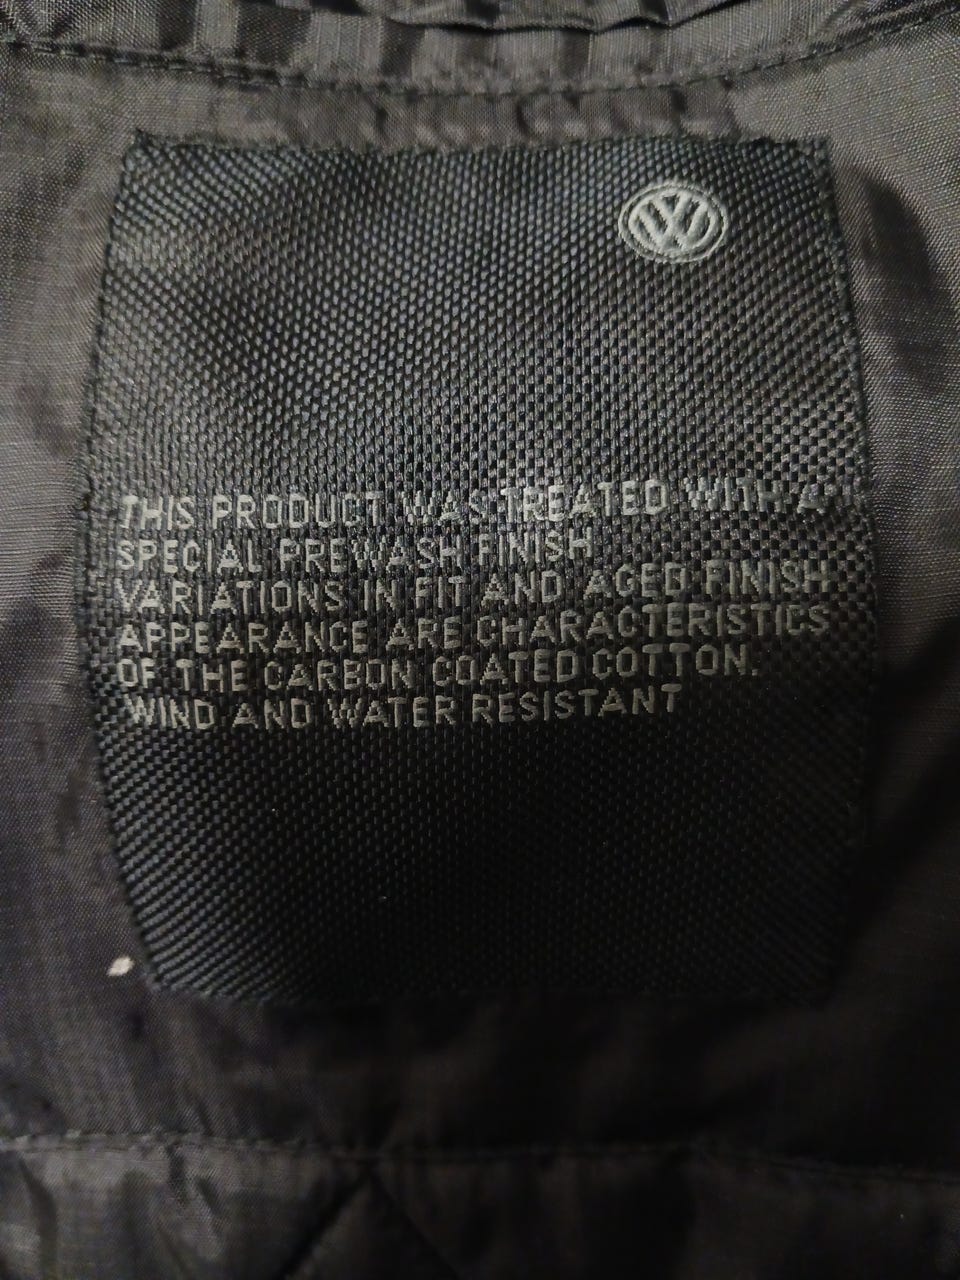 THIS PRODUCT WAS TREATED WITH A
SPECIAL PREWASH FINISH
VARIATIONS IN FIT AND AGED FINISH
APPEARANCE ARE CHARACTERISTICS
OF THE CARBON COATED COTTON.
WIND AND WATER RESISTANT